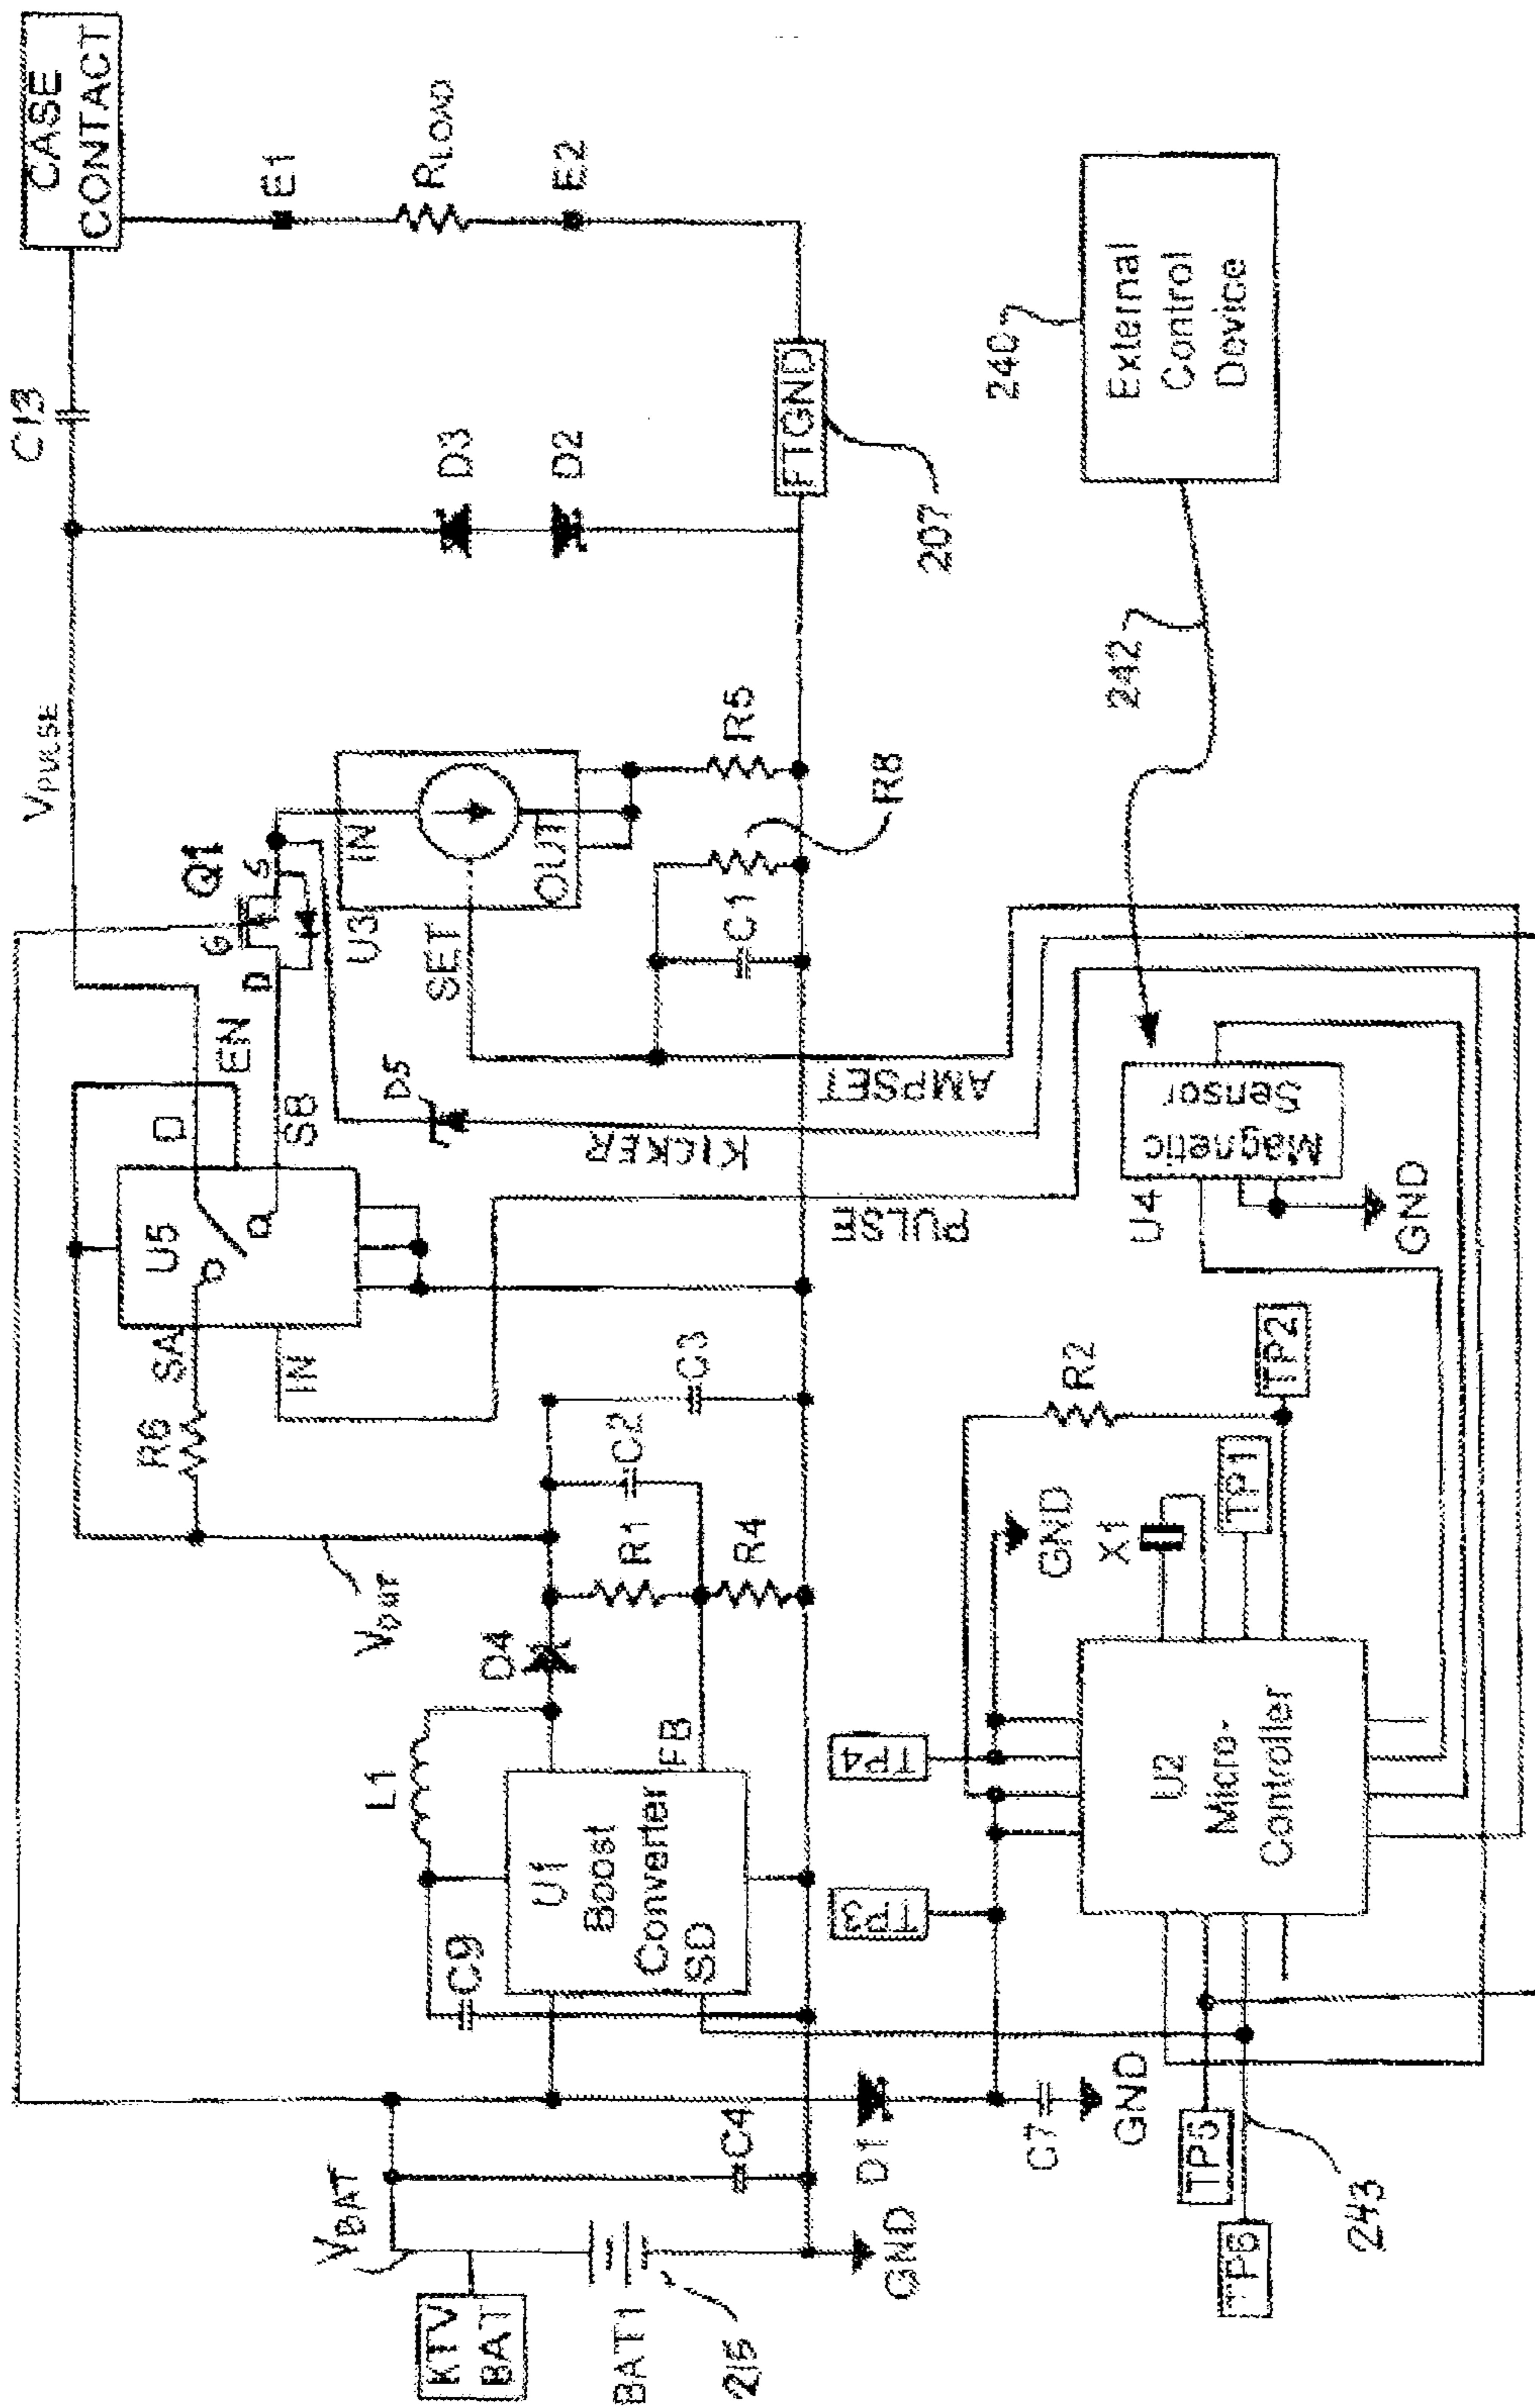 CASE
CONTACT
C13
E1
RLOAD
E2
VPULSE
D3
D2
FTGND
207
240
External
Control
Device
242
Q1
G
S
D
U3
IN
OUT
SET
R5
R8
C1
EN
D
S8
D5
KICKER
AMPSET
PULSE
U5
SA
IN
R6
Magnetic
Sensor
U4
GND
C3
C2
R1
R4
VOUT
D4
L1
U1
Boost
Converter
FB
SD
C9
R2
TP2
TP1
X1
GND
TP4
TP3
U2
Micro-
Controller
VBAT
C4
D1
C7
GND
KTV
BAT
BAT1
215
GND
TP5
TP6
243